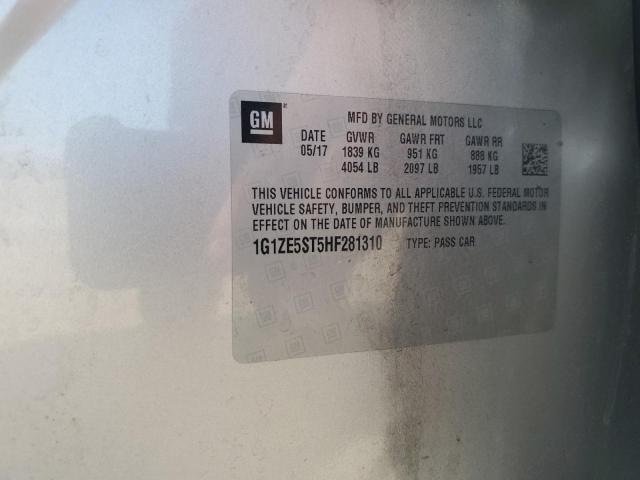 GM
MFD BY GENERAL MOTORS LLC
DATE GVWR GAWR FRT GAWR RR
05/17 1839 KG 951 KG 888 KG
4054 LB 2097 LB 1957 LB
THIS VEHICLE CONFORMS TO ALL APPLICABLE U.S. FEDERAL MOTOR
VEHICLE SAFETY, BUMPER, AND THEFT PREVENTION STANDARDS IN
EFFECT ON THE DATE OF MANUFACTURE SHOWN ABOVE.
1G1ZE5ST5HF281310 TYPE: PASS CAR